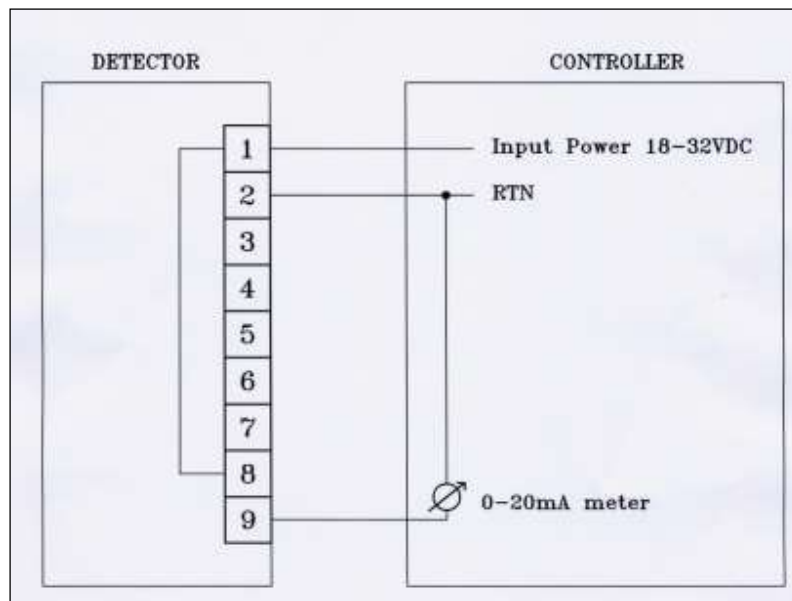 DETECTOR
CONTROLLER
1
Input Power 18-32VDC
2
RTN
3
4
5
6
7
8
0-20mA meter
9